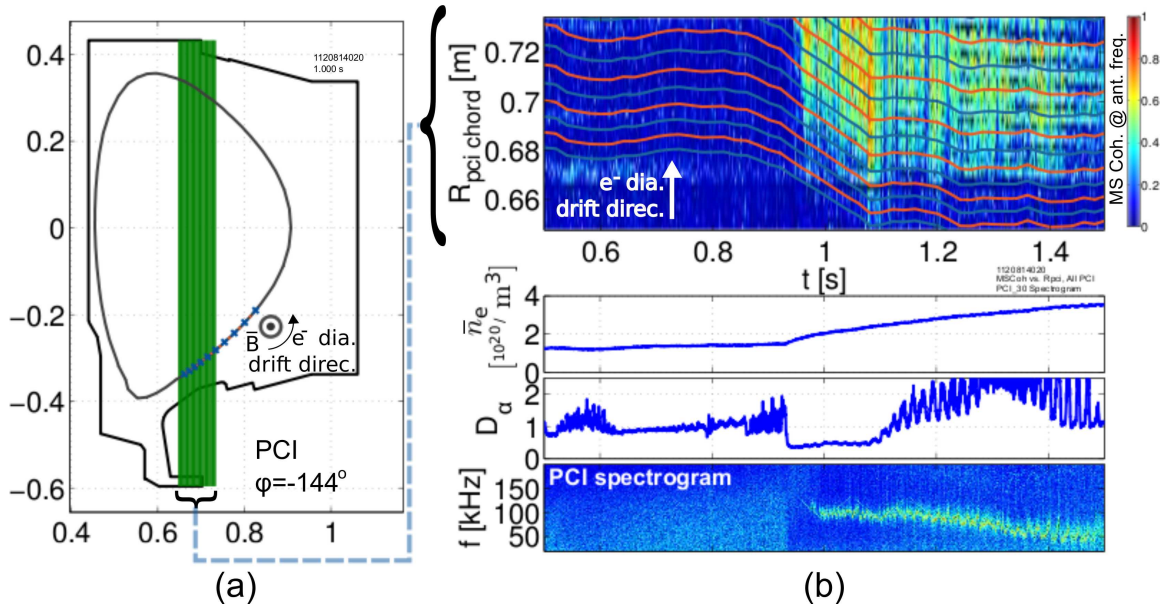 0.4
0.2
0
−0.2
−0.4
−0.6
0.4
0.6
0.8
1
1120814020
1.000 s
B
e⁻ dia.
drift direc.
PCI
φ=-144°
(a)
0.72
0.7
0.68
0.66
R_pci chord [m]
e⁻ dia.
drift direc.
0.6
0.8
1
1.2
1.4
t [s]
1
0.8
0.6
0.4
0.2
0
MS Coh. @ ant. freq.
1120814020
MSCoh vs. Rpci, All PCI
PCI_30 Spectrogram
n̅_e
[10²⁰/ m³]
4
2
0
D_α
2
1
0
PCI spectrogram
f [kHz]
150
100
50
(b)